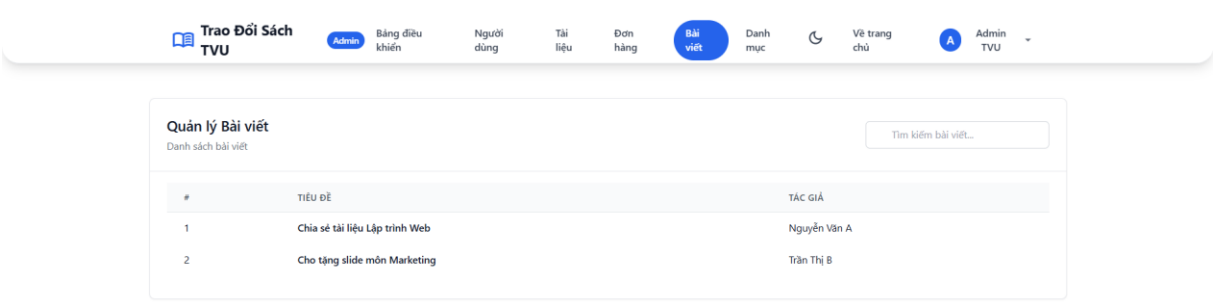 Trao Đổi Sách
TVU
Admin
Bảng điều
khiển
Người
dùng
Tài
liệu
Đơn
hàng
Bài
viết
Danh
mục
Về trang
chủ
A
Admin
TVU
Quản lý Bài viết
Danh sách bài viết
Tìm kiếm bài viết...
# TIÊU ĐỀ TÁC GIẢ
1 Chia sẻ tài liệu Lập trình Web Nguyễn Văn A
2 Cho tặng slide môn Marketing Trần Thị B